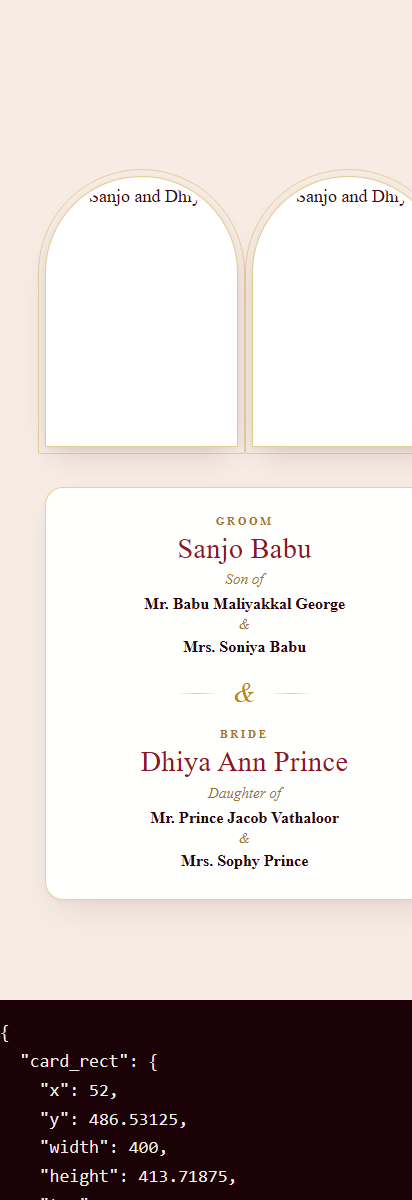 Sanjo and Dhiy Sanjo and Dhiy
GROOM
Sanjo Babu
Son of
Mr. Babu Maliyakkal George
&
Mrs. Soniya Babu
&
BRIDE
Dhiya Ann Prince
Daughter of
Mr. Prince Jacob Vathaloor
&
Mrs. Sophy Prince
{
"card_rect": {
"x": 52,
"y": 486.53125,
"width": 400,
"height": 413.71875,